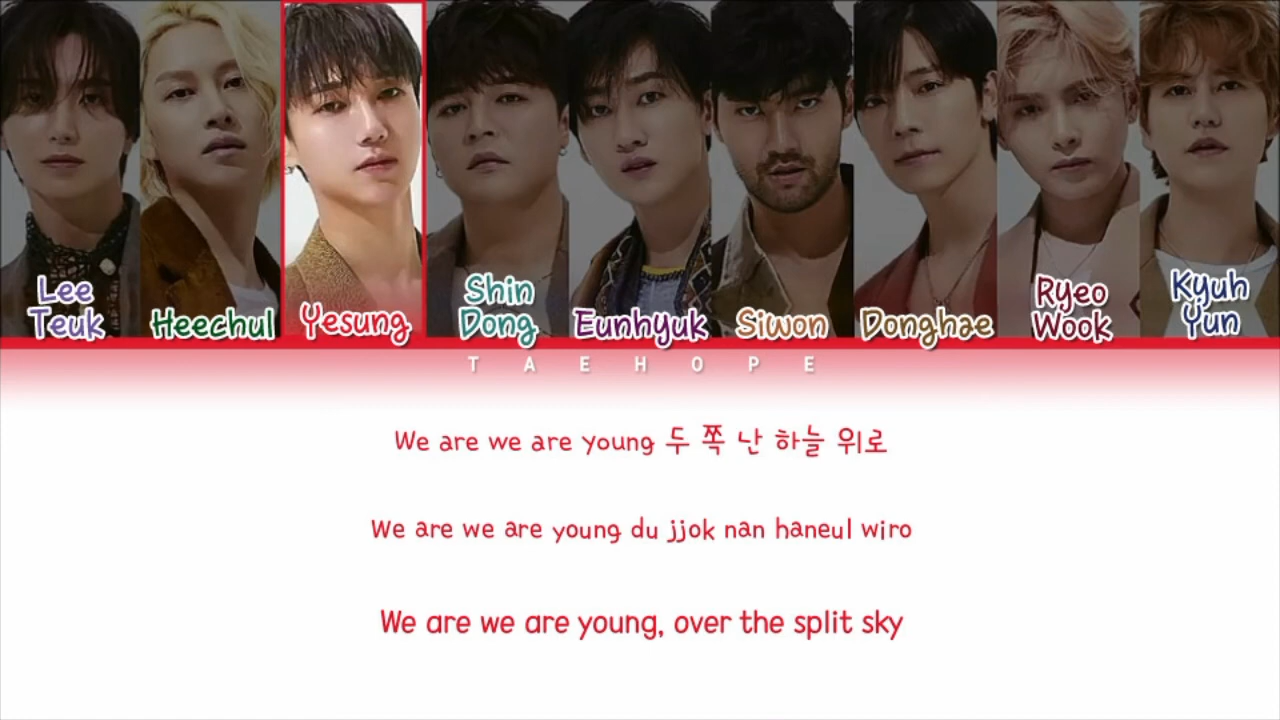 Lee
Teuk
Heechul
Yesung
Shin
Dong
Eunhyuk
Siwon
Donghae
Ryeo
Wook
Kyuh
Yun
TAEHOPE
We are we are young 두 쪽 난 하늘 위로
We are we are young du jjok nan haneul wiro
We are we are young, over the split sky